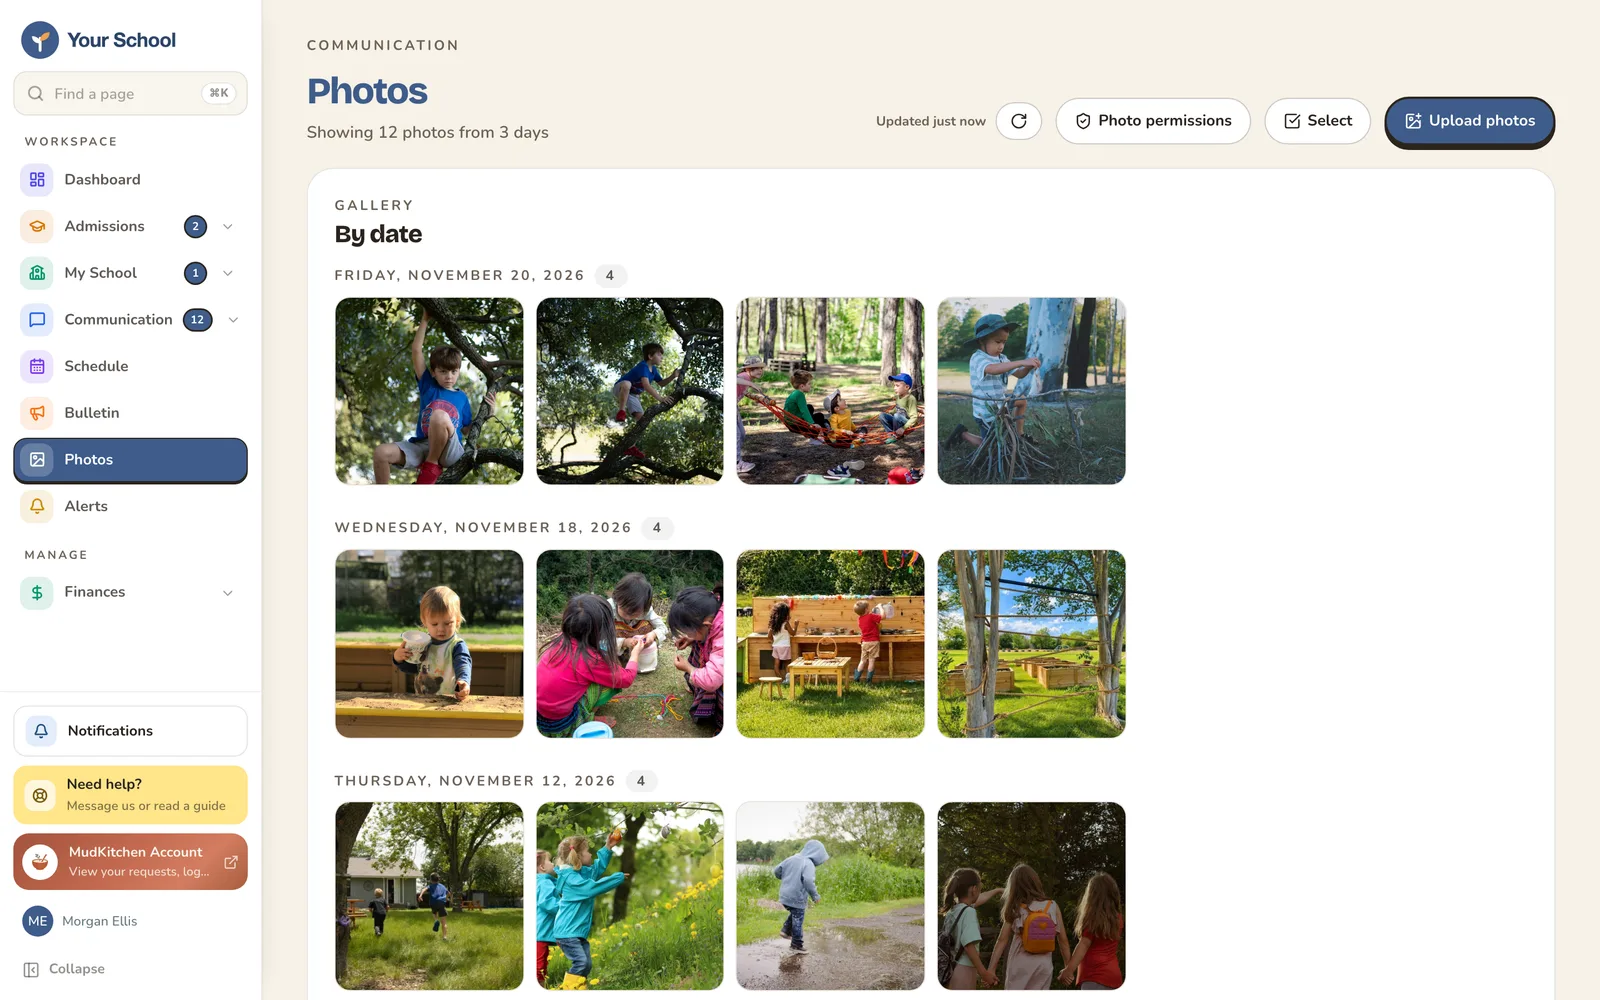 Your School
Find a page
⌘K
WORKSPACE
Dashboard
Admissions
2
My School
1
Communication
12
Schedule
Bulletin
Photos
Alerts
MANAGE
Finances
Notifications
Need help?
Message us or read a guide
MudKitchen Account
View your requests, log...
ME
Morgan Ellis
Collapse
COMMUNICATION
Photos
Showing 12 photos from 3 days
Updated just now
Photo permissions
Select
Upload photos
GALLERY
By date
FRIDAY, NOVEMBER 20, 2026
4
WEDNESDAY, NOVEMBER 18, 2026
4
THURSDAY, NOVEMBER 12, 2026
4